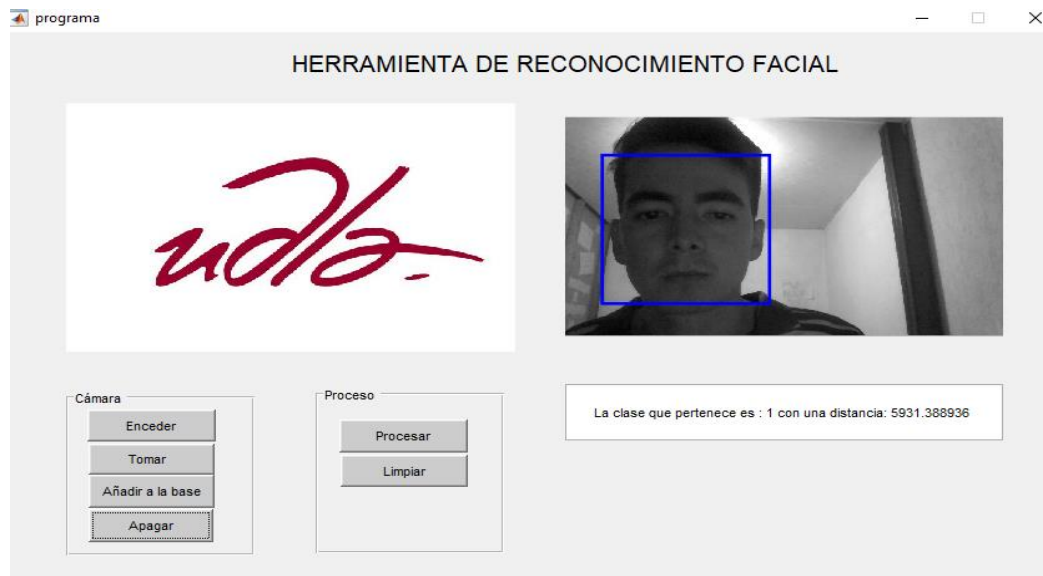 programa
HERRAMIENTA DE RECONOCIMIENTO FACIAL
udla.
Cámara
Enceder
Tomar
Añadir a la base
Apagar
Proceso
Procesar
Limpiar
La clase que pertenece es : 1 con una distancia: 5931.388936